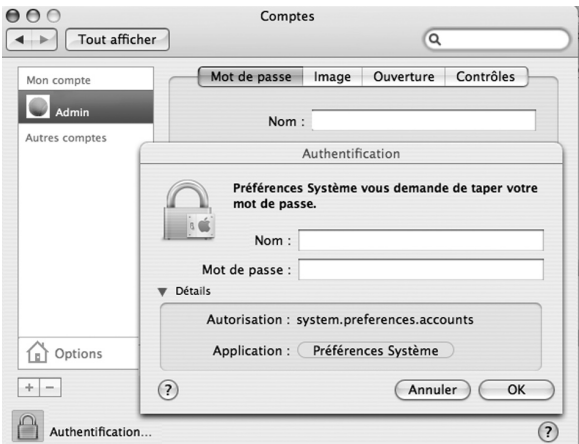 Comptes
Tout afficher
Mon compte
Admin
Autres comptes
Mot de passe Image Ouverture Contrôles
Nom :
Authentification
Préférences Système vous demande de taper votre
mot de passe.
Nom :
Mot de passe :
Détails
Autorisation : system.preferences.accounts
Application : Préférences Système
? Annuler OK
Options
+ −
Authentification... ?